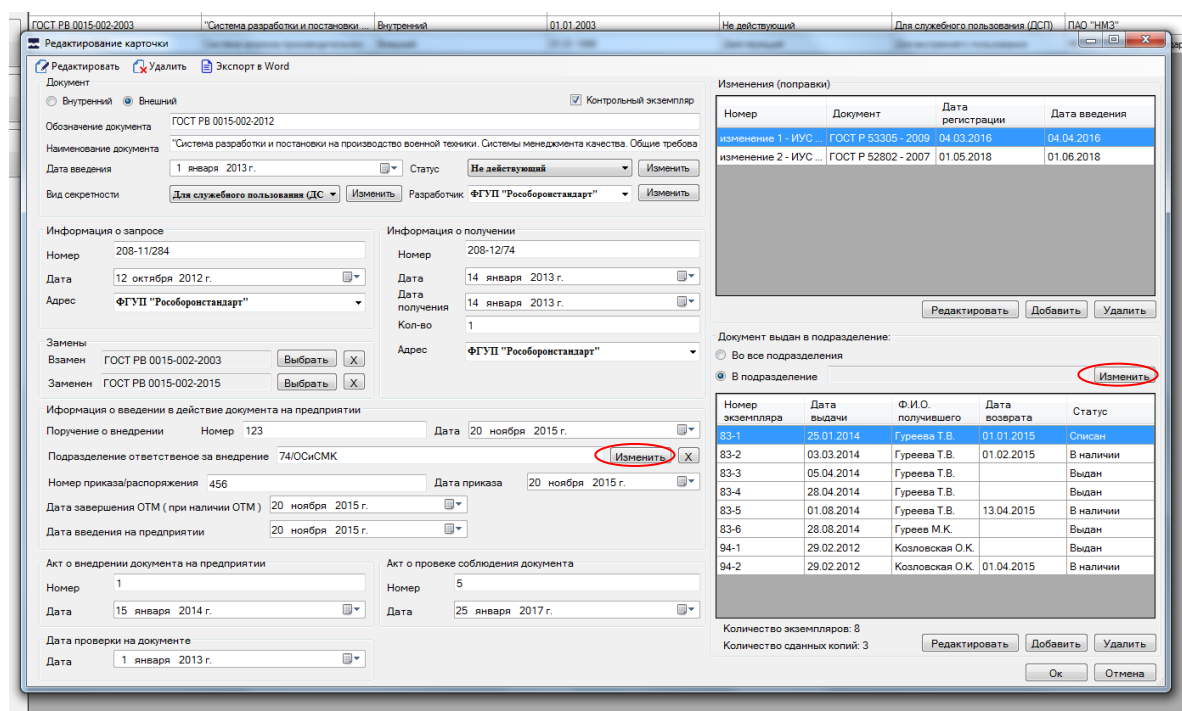 ГОСТ РВ 0015-002-2003 "Система разработки и постановки ... Внутренний 01.01.2003 Не действующий Для служебного пользования (ДСП) ПАО "НМЗ"
Редактирование карточки
Редактировать Удалить Экспорт в Word
Документ
Внутренний Внешний Контрольный экземпляр
Обозначение документа ГОСТ РВ 0015-002-2012
Наименование документа "Система разработки и постановки на производство военной техники. Системы менеджмента качества. Общие требова
Дата введения 1 января 2013 г. Статус Не действующий Изменить
Вид секретности Для служебного пользования (ДС Изменить Разработчик ФГУП "Рособоронстандарт" Изменить
Информация о запросе
Номер 208-11/284
Дата 12 октября 2012 г.
Адрес ФГУП "Рособоронстандарт"
Информация о получении
Номер 208-12/74
Дата 14 января 2013 г.
Дата
получения 14 января 2013 г.
Кол-во 1
Адрес ФГУП "Рособоронстандарт"
Замены
Взамен ГОСТ РВ 0015-002-2003 Выбрать X
Заменен ГОСТ РВ 0015-002-2015 Выбрать X
Иформация о введении в действие документа на предприятии
Поручение о внедрении Номер 123 Дата 20 ноября 2015 г.
Подразделение ответственое за внедрение 74/ОСиСМК Изменить X
Номер приказа/распоряжения 456 Дата приказа 20 ноября 2015 г.
Дата завершения ОТМ ( при наличии ОТМ ) 20 ноября 2015 г.
Дата введения на предприятии 20 ноября 2015 г.
Акт о внедрении документа на предприятии
Номер 1
Дата 15 января 2014 г.
Акт о провеке соблюдения документа
Номер 5
Дата 25 января 2017 г.
Дата проверки на документе
Дата 1 января 2013 г.
Изменения (поправки)
Номер Документ Дата регистрации Дата введения
изменение 1 - ИУС ... ГОСТ Р 53305 - 2009 04.03.2016 04.04.2016
изменение 2 - ИУС ... ГОСТ Р 52802 - 2007 01.05.2018 01.06.2018
Редактировать Добавить Удалить
Документ выдан в подразделение:
Во все подразделения
В подразделение Изменить
Номер экземпляра Дата выдачи Ф.И.О. получившего Дата возврата Статус
83-1 25.01.2014 Гуреева Т.В. 01.01.2015 Списан
83-2 03.03.2014 Гуреева Т.В. 01.02.2015 В наличии
83-3 05.04.2014 Гуреева Т.В. Выдан
83-4 28.04.2014 Гуреева Т.В. Выдан
83-5 01.08.2014 Гуреева Т.В. 13.04.2015 В наличии
83-6 28.08.2014 Гуреев М.К. Выдан
94-1 29.02.2012 Козловская О.К. Выдан
94-2 29.02.2012 Козловская О.К. 01.04.2015 В наличии
Количество экземпляров: 8
Количество сданных копий: 3
Редактировать Добавить Удалить
Ок Отмена